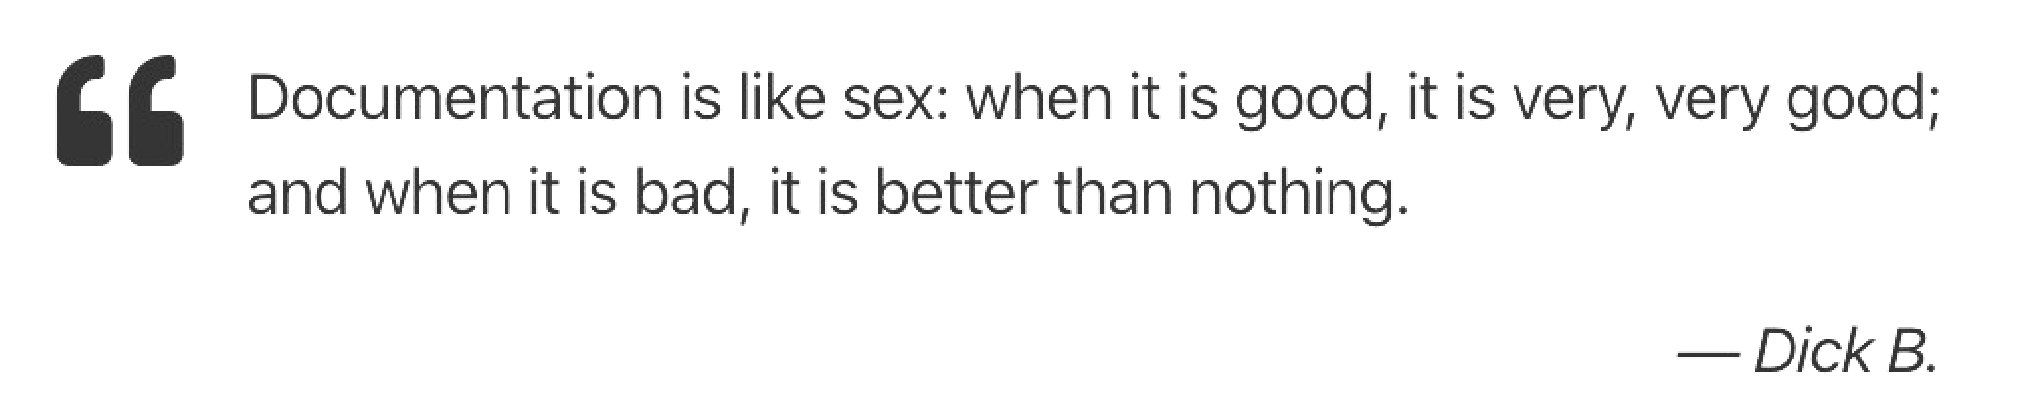 “ Documentation is like sex: when it is good, it is very, very good;
and when it is bad, it is better than nothing.
— Dick B.